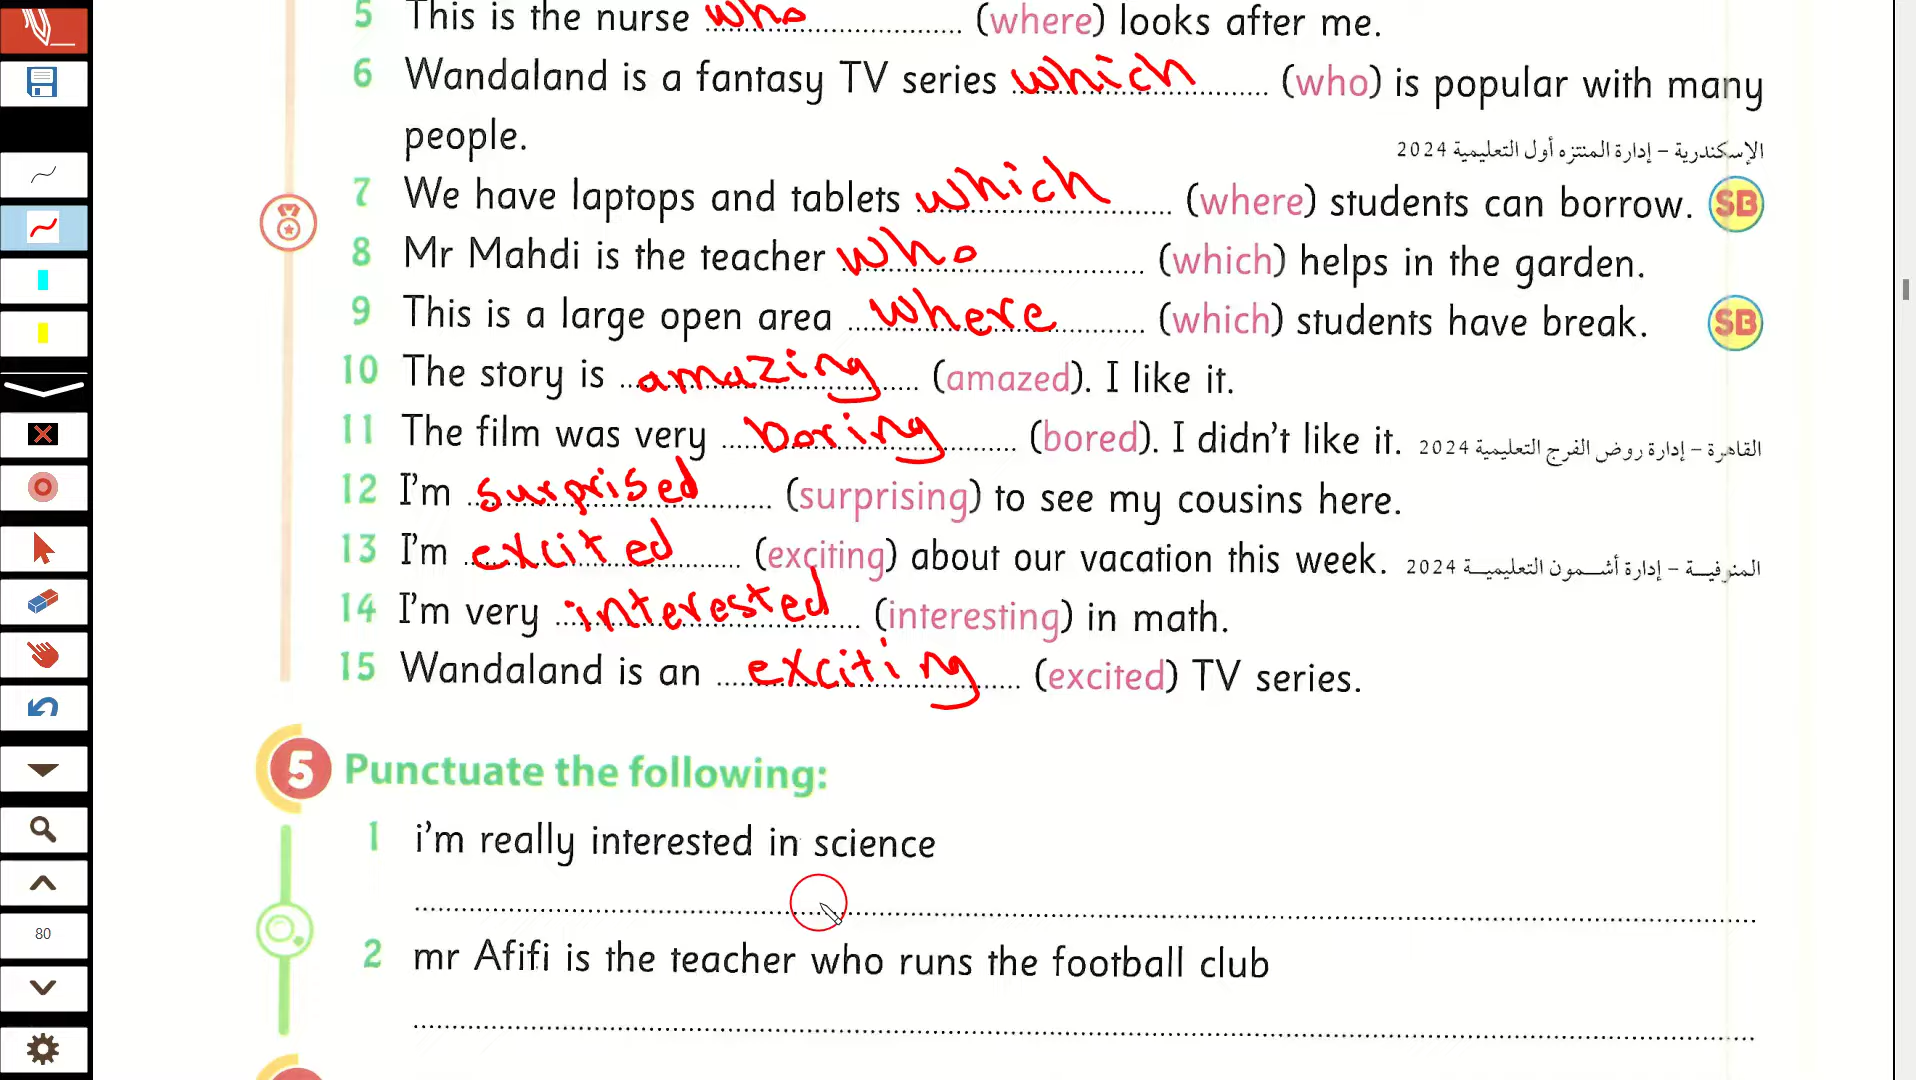 5 This is the nurse who (where) looks after me.
6 Wandaland is a fantasy TV series which (who) is popular with many
people.
الإسكندرية – إدارة المنتزه أول التعليمية 2024
7 We have laptops and tablets which (where) students can borrow. SB
8 Mr Mahdi is the teacher who (which) helps in the garden.
9 This is a large open area where (which) students have break. SB
10 The story is amazing (amazed). I like it.
11 The film was very boring (bored). I didn't like it. القاهرة – إدارة روض الفرج التعليمية 2024
12 I'm surprised (surprising) to see my cousins here.
13 I'm excited (exciting) about our vacation this week. المنوفيـة – إدارة أشـمون التعليميـة 2024
14 I'm very interested (interesting) in math.
15 Wandaland is an exciting (excited) TV series.
5 Punctuate the following:
1 i'm really interested in science
2 mr Afifi is the teacher who runs the football club
80